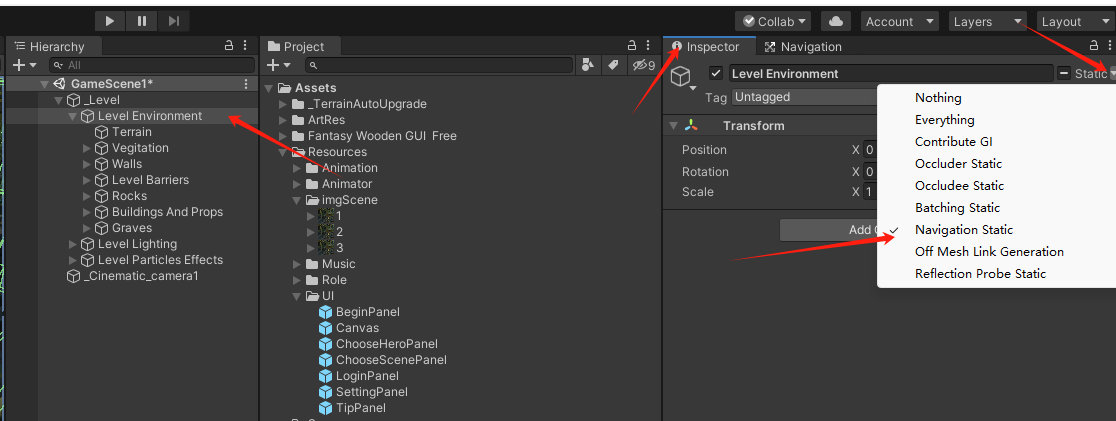 Collab
Account
Layers
Layout
Hierarchy
All
GameScene1*
_Level
Level Environment
Terrain
Vegitation
Walls
Level Barriers
Rocks
Buildings And Props
Graves
Level Lighting
Level Particles Effects
_Cinematic_camera1
Project
9
Assets
_TerrainAutoUpgrade
ArtRes
Fantasy Wooden GUI Free
Resources
Animation
Animator
imgScene
1
2
3
Music
Role
UI
BeginPanel
Canvas
ChooseHeroPanel
ChooseScenePanel
LoginPanel
SettingPanel
TipPanel
Inspector
Navigation
Level Environment
Static
Tag Untagged
Transform
Position X 0
Rotation X 0
Scale X 1
Add
Nothing
Everything
Contribute GI
Occluder Static
Occludee Static
Batching Static
Navigation Static
Off Mesh Link Generation
Reflection Probe Static